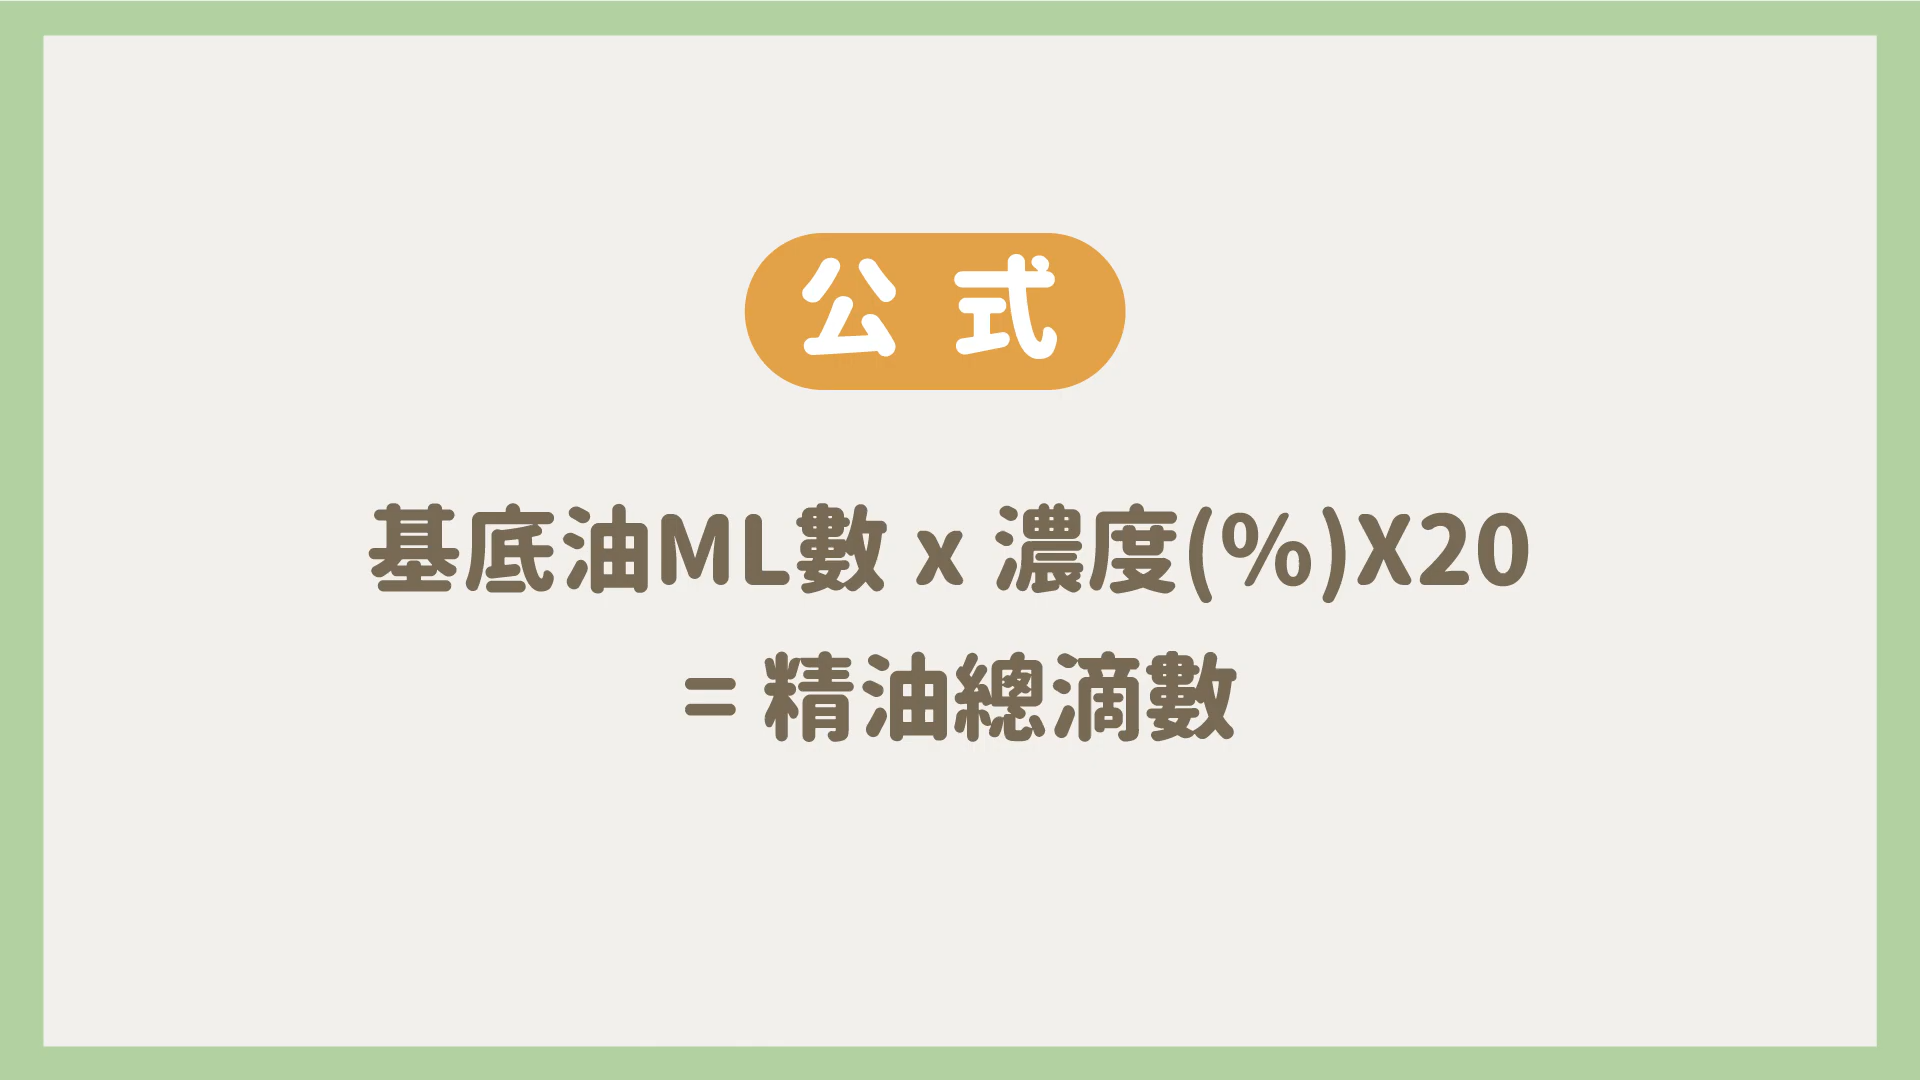 公式
基底油ML數 x 濃度(%)X20
= 精油總滴數